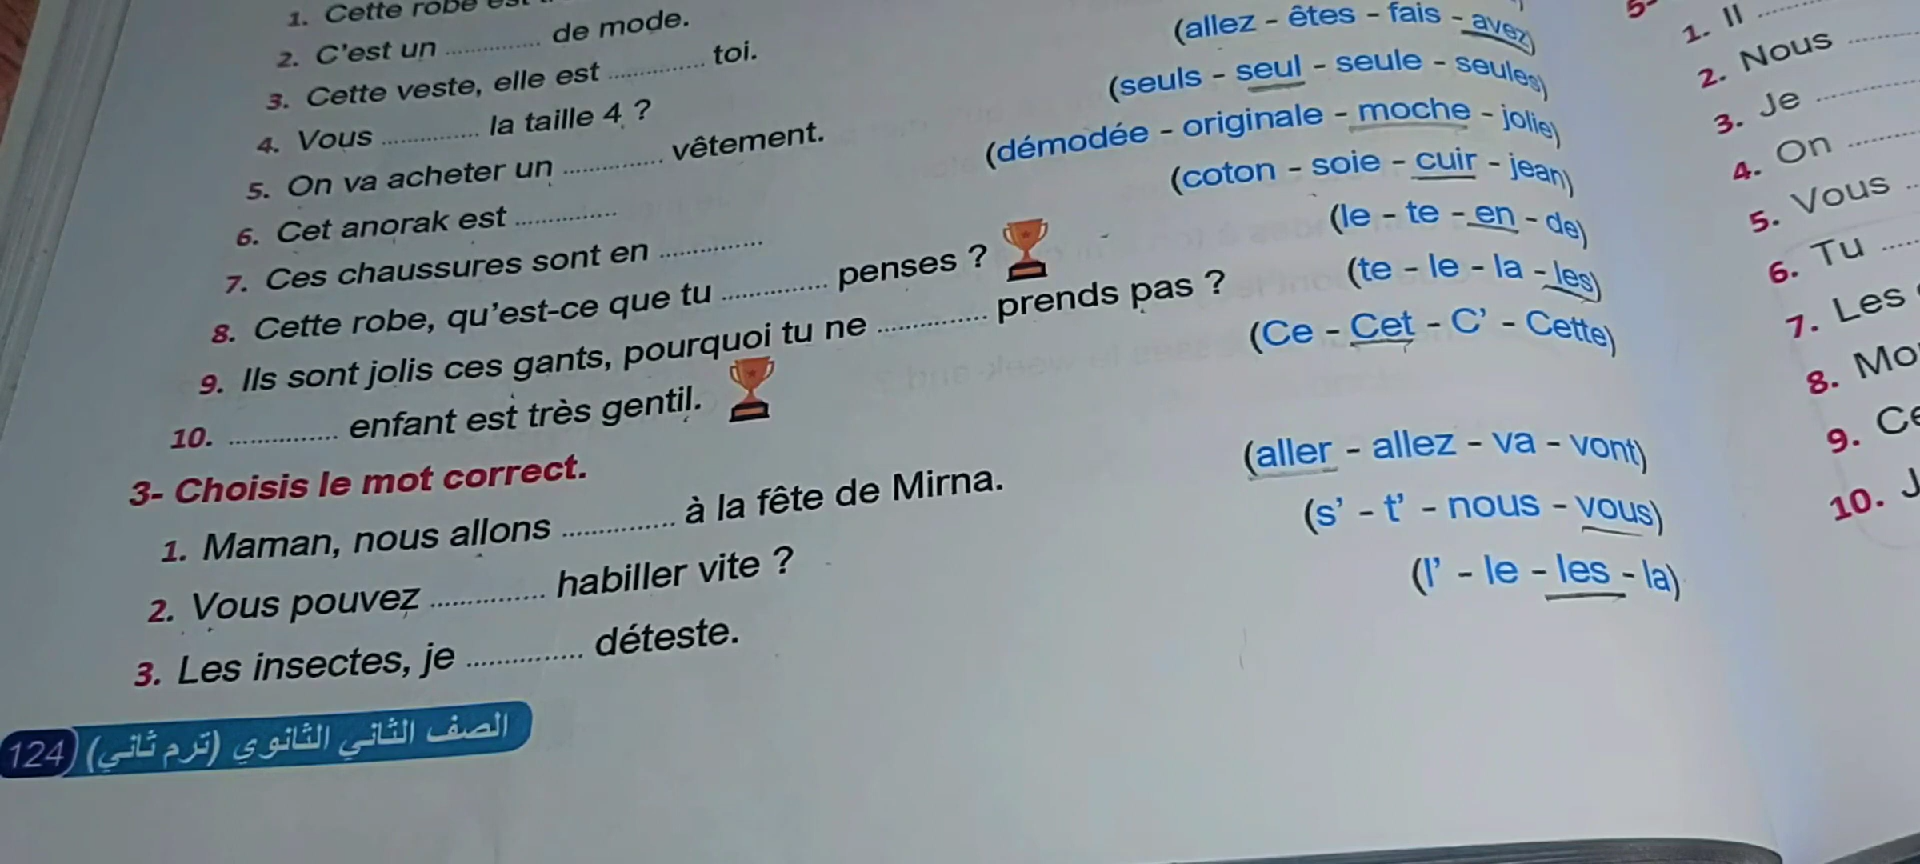 1. Cette robe
2. C'est un ............ de mode.
3. Cette veste, elle est ............ toi.
4. Vous ............ la taille 4 ? (allez - êtes - fais - avez)
5. On va acheter un ............ vêtement. (seuls - seul - seule - seules)
6. Cet anorak est ............ (démodée - originale - moche - jolie)
7. Ces chaussures sont en ............ (coton - soie - cuir - jean)
8. Cette robe, qu'est-ce que tu ............ penses ? (le - te - en - de)
9. Ils sont jolis ces gants, pourquoi tu ne ............ prends pas ? (te - le - la - les)
10. ............ enfant est très gentil. (Ce - Cet - C' - Cette)
3- Choisis le mot correct.
1. Maman, nous allons ............ à la fête de Mirna. (aller - allez - va - vont)
2. Vous pouvez ............ habiller vite ? (s' - t' - nous - vous)
3. Les insectes, je ............ déteste. (l' - le - les - la)
124 الصف الثاني الثانوي (ترم ثاني)
5-
1. Il ............
2. Nous ............
3. Je ............
4. On ............
5. Vous ............
6. Tu ............
7. Les
8.
9.
10.